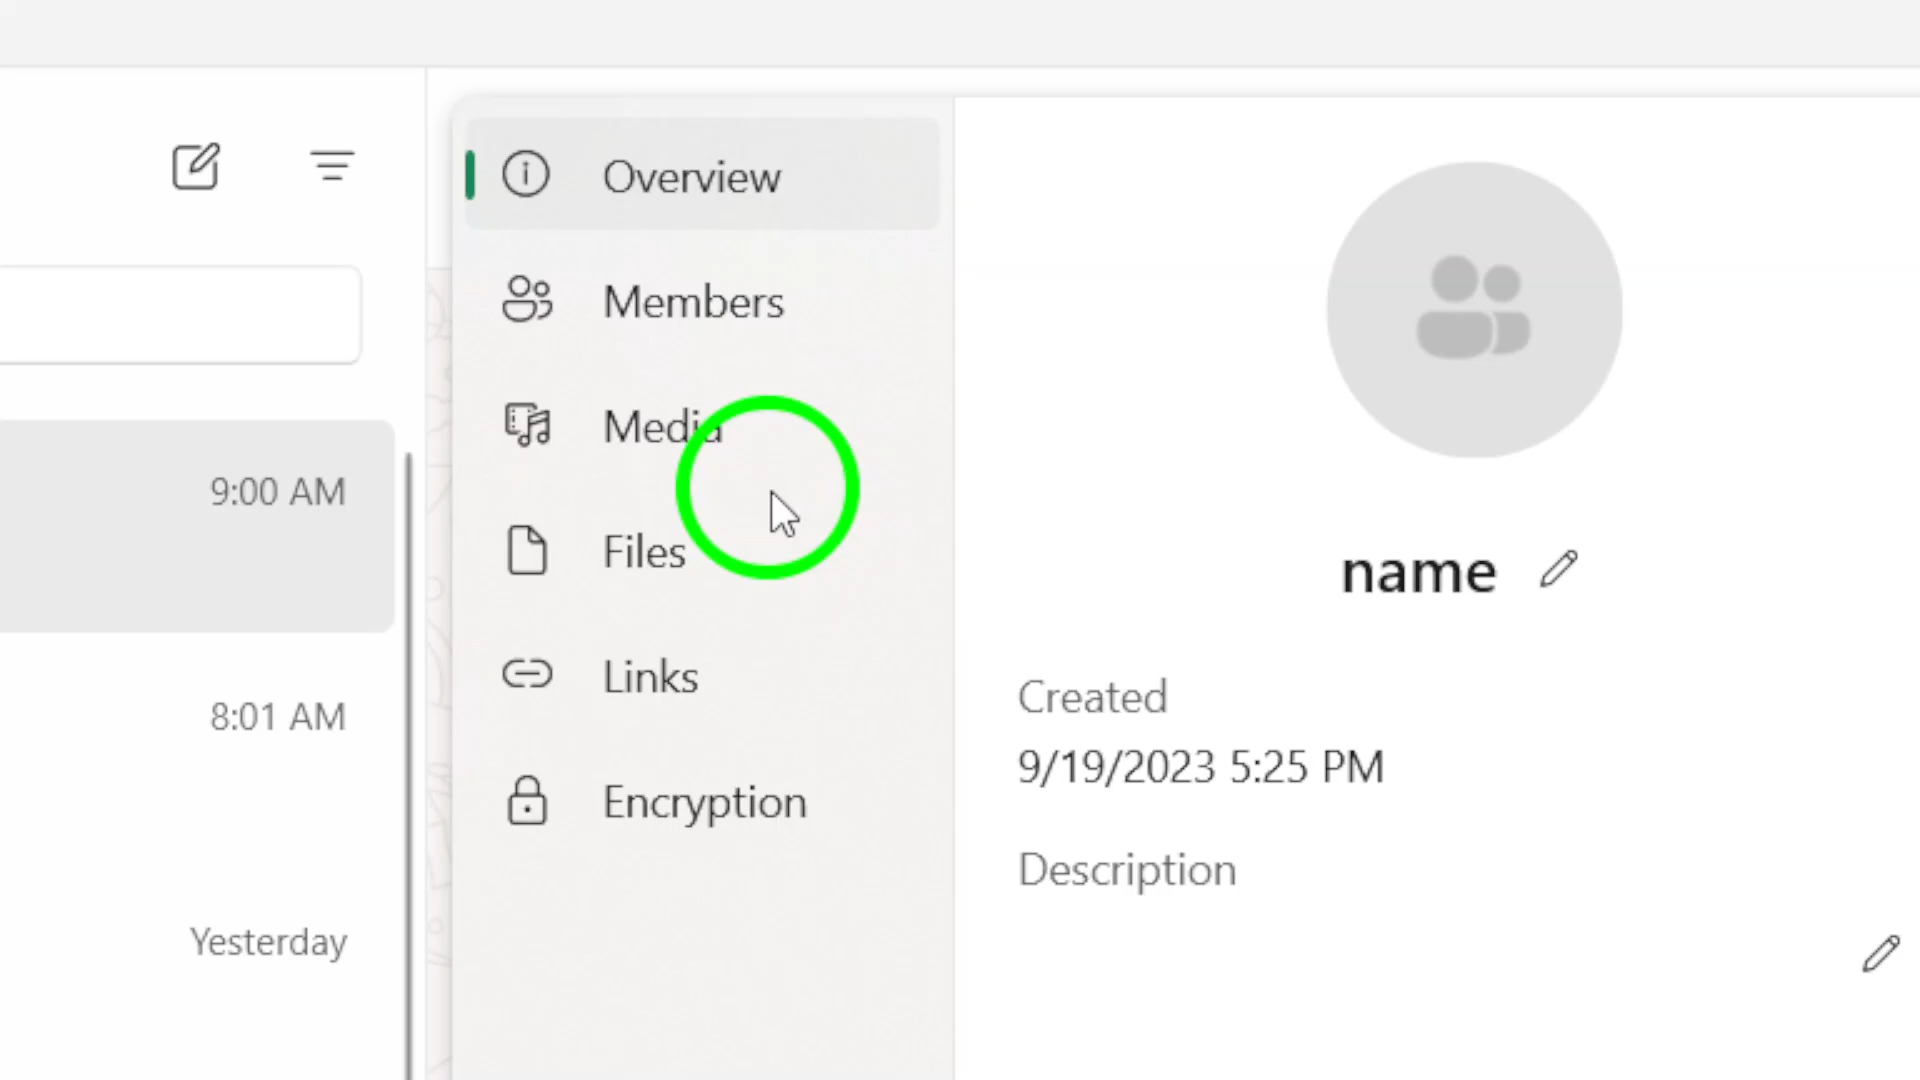 9:00 AM
8:01 AM
Yesterday
Overview
Members
Media
Files
Links
Encryption
name
Created
9/19/2023 5:25 PM
Description